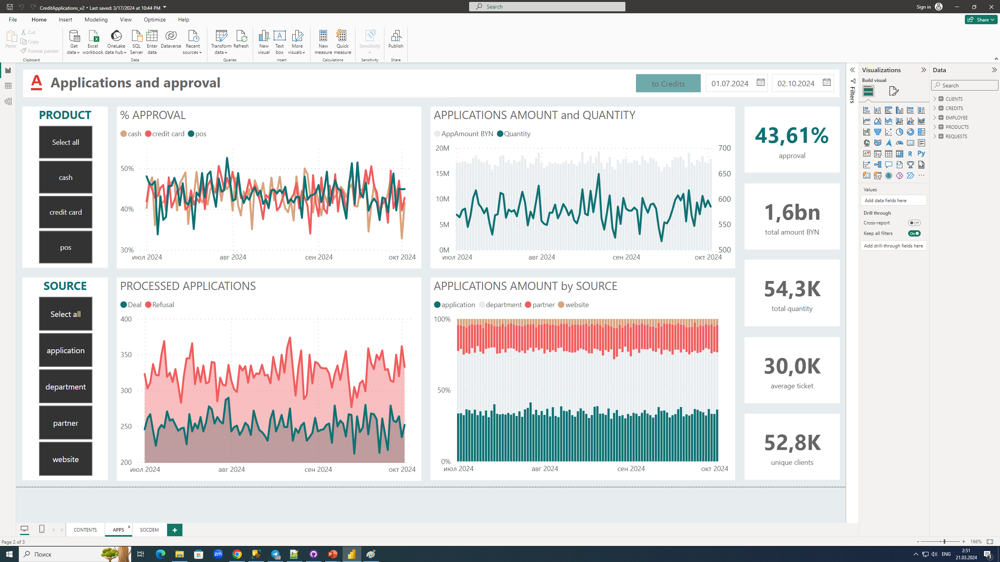 CreditApplications_v2 • Last saved: 3/17/2024 at 10:44 PM
Search
Sign in
File
Home
Insert
Modeling
View
Optimize
Help
Share
Paste
Cut
Copy
Format painter
Clipboard
Get data
Excel workbook
OneLake data hub
SQL Server
Enter data
Dataverse
Recent sources
Data
Transform data
Refresh
Queries
New visual
Text box
More visuals
Insert
New measure
Quick measure
Calculations
Sensitivity
Sensitivity
Publish
Share
A Applications and approval
to Credits
01.07.2024
02.10.2024
PRODUCT
Select all
cash
credit card
pos
% APPROVAL
cash credit card pos
50%
40%
30%
июл 2024 авг 2024 сен 2024 окт 2024
APPLICATIONS AMOUNT and QUANTITY
AppAmount BYN Quantity
20M 700
15M 650
10M 600
5M 550
0M 500
июл 2024 авг 2024 сен 2024 окт 2024
43,61%
approval
1,6bn
total amount BYN
54,3K
total quantity
30,0K
average ticket
52,8K
unique clients
SOURCE
Select all
application
department
partner
website
PROCESSED APPLICATIONS
Deal Refusal
400
350
300
250
200
июл 2024 авг 2024 сен 2024 окт 2024
APPLICATIONS AMOUNT by SOURCE
application department partner website
100%
50%
0%
июл 2024 авг 2024 сен 2024 окт 2024
Filters
Visualizations
Build visual
R
Py
123
123
Values
Add data fields here
Drill through
Cross-report
Off
Keep all filters
On
Add drill-through fields here
Data
Search
CLIENTS
CREDITS
EMPLOYEE
PRODUCTS
REQUESTS
CONTENTS
APPS
x
SOCDEM
+
Page 2 of 3
- + 166%
Поиск
zm
.03
ENG
2:51
21.03.2024
3